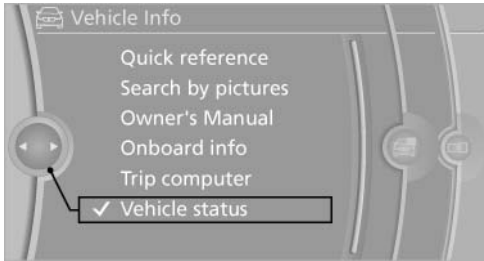 Vehicle Info
Quick reference
Search by pictures
Owner's Manual
Onboard info
Trip computer
✓ Vehicle status